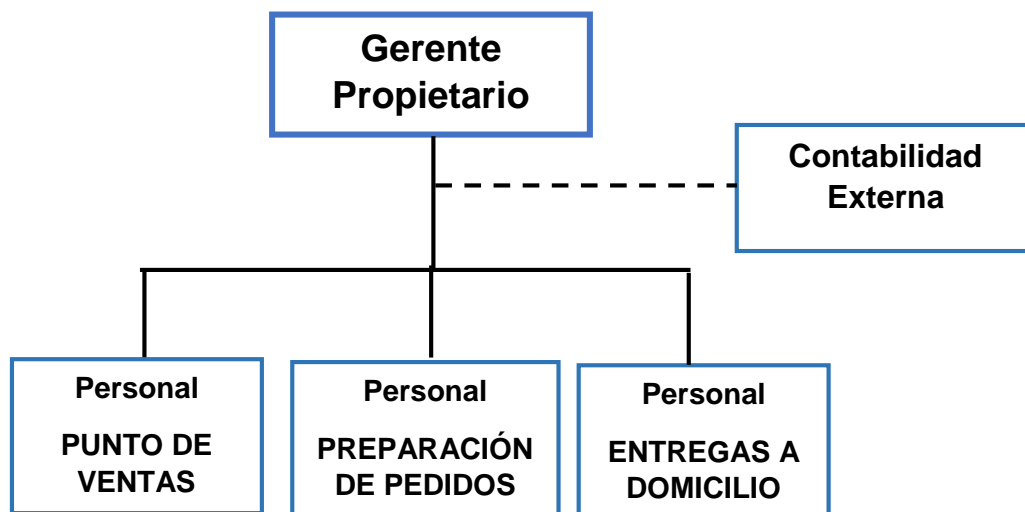 Gerente
Propietario
Contabilidad
Externa
Personal
PUNTO DE
VENTAS
Personal
PREPARACIÓN
DE PEDIDOS
Personal
ENTREGAS A
DOMICILIO